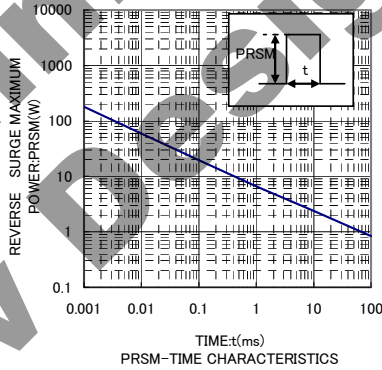 10000
1000
100
10
1
0.1
REVERSE SURGE MAXIMUM
POWER:PRSM(W)
PRSM
t
0.001 0.01 0.1 1 10 100
TIME:t(ms)
PRSM-TIME CHARACTERISTICS